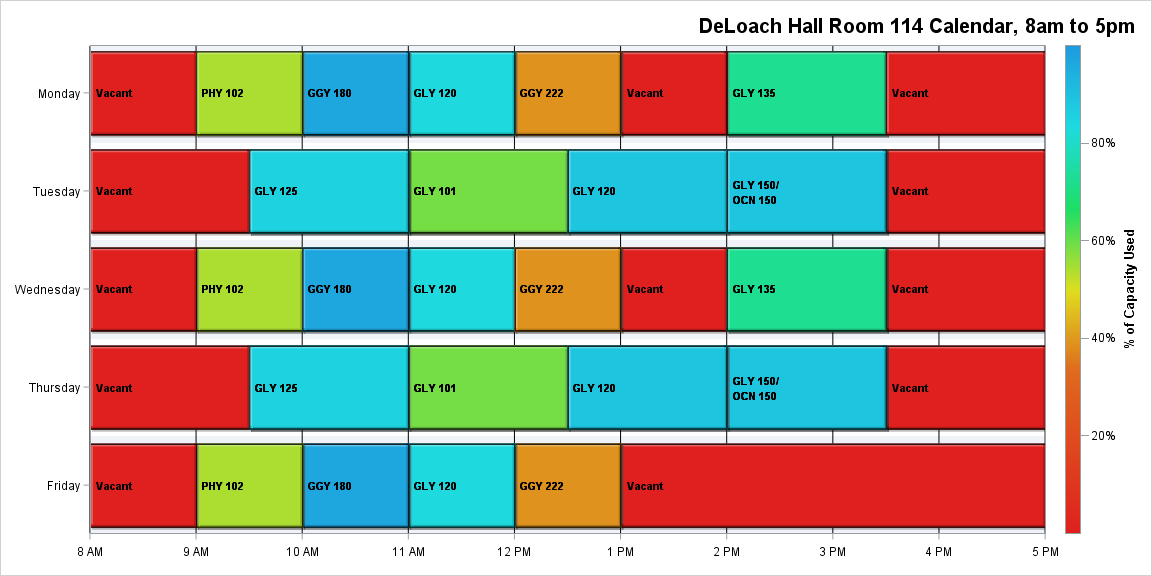 DeLoach Hall Room 114 Calendar, 8am to 5pm
Monday
Vacant
PHY 102
GGY 180
GLY 120
GGY 222
Vacant
GLY 135
Vacant
Tuesday
Vacant
GLY 125
GLY 101
GLY 120
GLY 150/
OCN 150
Vacant
Wednesday
Vacant
PHY 102
GGY 180
GLY 120
GGY 222
Vacant
GLY 135
Vacant
Thursday
Vacant
GLY 125
GLY 101
GLY 120
GLY 150/
OCN 150
Vacant
Friday
Vacant
PHY 102
GGY 180
GLY 120
GGY 222
Vacant
8 AM
9 AM
10 AM
11 AM
12 PM
1 PM
2 PM
3 PM
4 PM
5 PM
80%
60%
40%
20%
% of Capacity Used